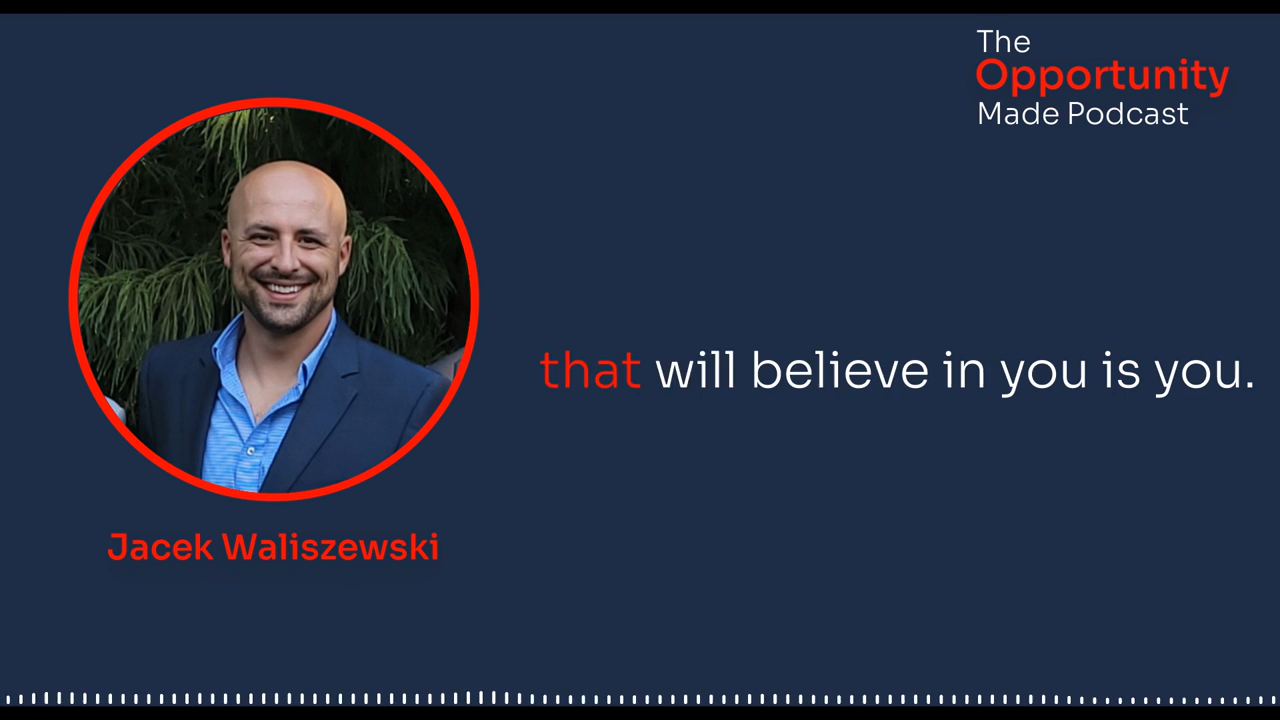 The
Opportunity
Made Podcast
that will believe in you is you.
Jacek Waliszewski